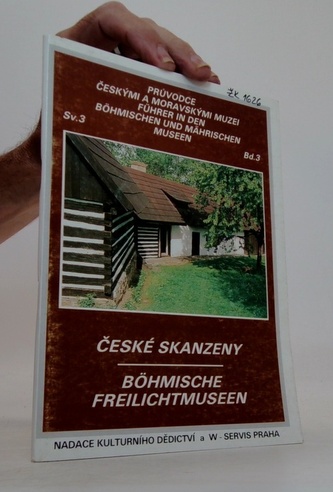 ŽK 1626
PRŮVODCE
ČESKÝMI A MORAVSKÝMI MUZEI
FÜHRER IN DEN
BÖHMISCHEN UND MÄHRISCHEN
MUSEEN
Sv.3
Bd.3
ČESKÉ SKANZENY
BÖHMISCHE
FREILICHTMUSEEN
NADACE KULTURNÍHO DĚDICTVÍ a W - SERVIS PRAHA